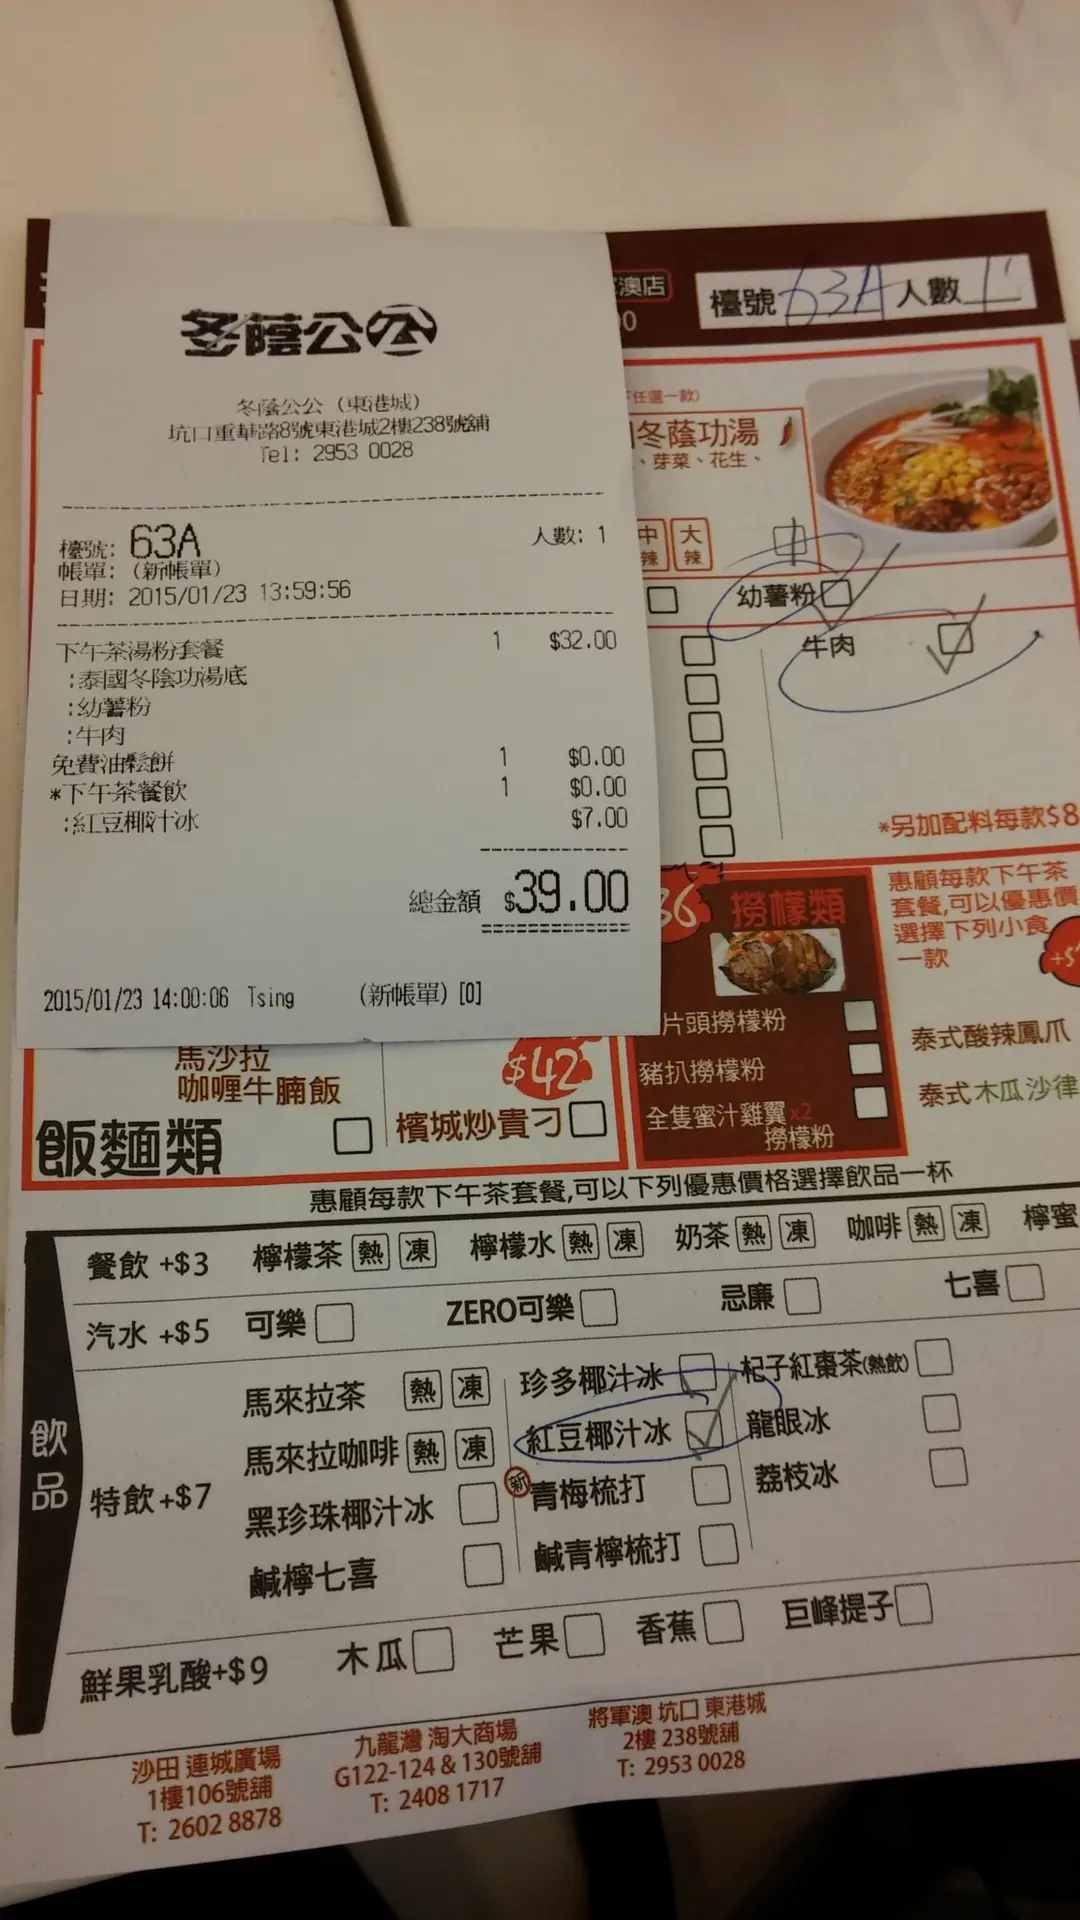 冬蔭公公
冬蔭公公 (東港城)
坑口重華路8號東港城2樓238號舖
Tel: 2953 0028
檯號: 63A 人數: 1
帳單: (新帳單)
日期: 2015/01/23 13:59:56
下午茶湯粉套餐 1 $32.00
:泰國冬陰功湯底
:幼薯粉
:牛肉
免費油鬆餅 1 $0.00
*下午茶餐飲 1 $0.00
:紅豆椰汁冰 $7.00
總金額 $39.00
2015/01/23 14:00:06 Tsing (新帳單) [0]
澳店
檯號 63A 人數 1
任選一款)
冬蔭功湯
、芽菜、花生、
中辣 大辣
幼薯粉
牛肉
*另加配料每款$8
36 撈檬類
片頭撈檬粉
豬扒撈檬粉
全隻蜜汁雞翼x2
撈檬粉
惠顧每款下午茶
套餐,可以優惠價
選擇下列小食
一款
泰式酸辣鳳爪
泰式木瓜沙律
馬沙拉
咖喱牛腩飯
飯麵類
$42
檳城炒貴刁
惠顧每款下午茶套餐,可以下列優惠價格選擇飲品一杯
飲品
餐飲 +$3 檸檬茶 熱 凍 檸檬水 熱 凍 奶茶 熱 凍 咖啡 熱 凍 檸蜜
汽水 +$5 可樂 ZERO可樂 忌廉 七喜
特飲 +$7
馬來拉茶 熱 凍 珍多椰汁冰 杞子紅棗茶(熱飲)
馬來拉咖啡 熱 凍 紅豆椰汁冰 龍眼冰
黑珍珠椰汁冰 新 青梅梳打 荔枝冰
鹹檸七喜 鹹青檸梳打
鮮果乳酸+$9 木瓜 芒果 香蕉 巨峰提子
沙田 連城廣場
1樓106號舖
T: 2602 8878
九龍灣 淘大商場
G122-124 & 130號舖
T: 2408 1717
將軍澳 坑口 東港城
2樓 238號舖
T: 2953 0028